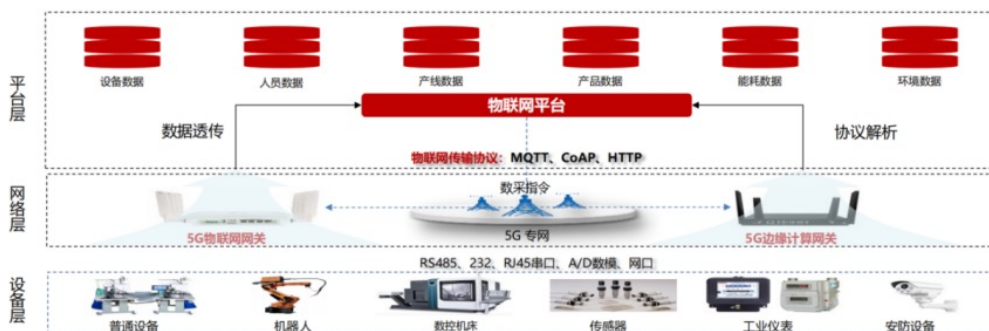 平台层
设备数据
人员数据
产线数据
产品数据
能耗数据
环境数据
物联网平台
数据透传
协议解析
物联网传输协议：MQTT、CoAP、HTTP
网络层
数采指令
5G物联网网关
5G 专网
5G边缘计算网关
RS485、232、RJ45串口、A/D数模、网口
设备层
普通设备
机器人
数控机床
传感器
工业仪表
安防设备